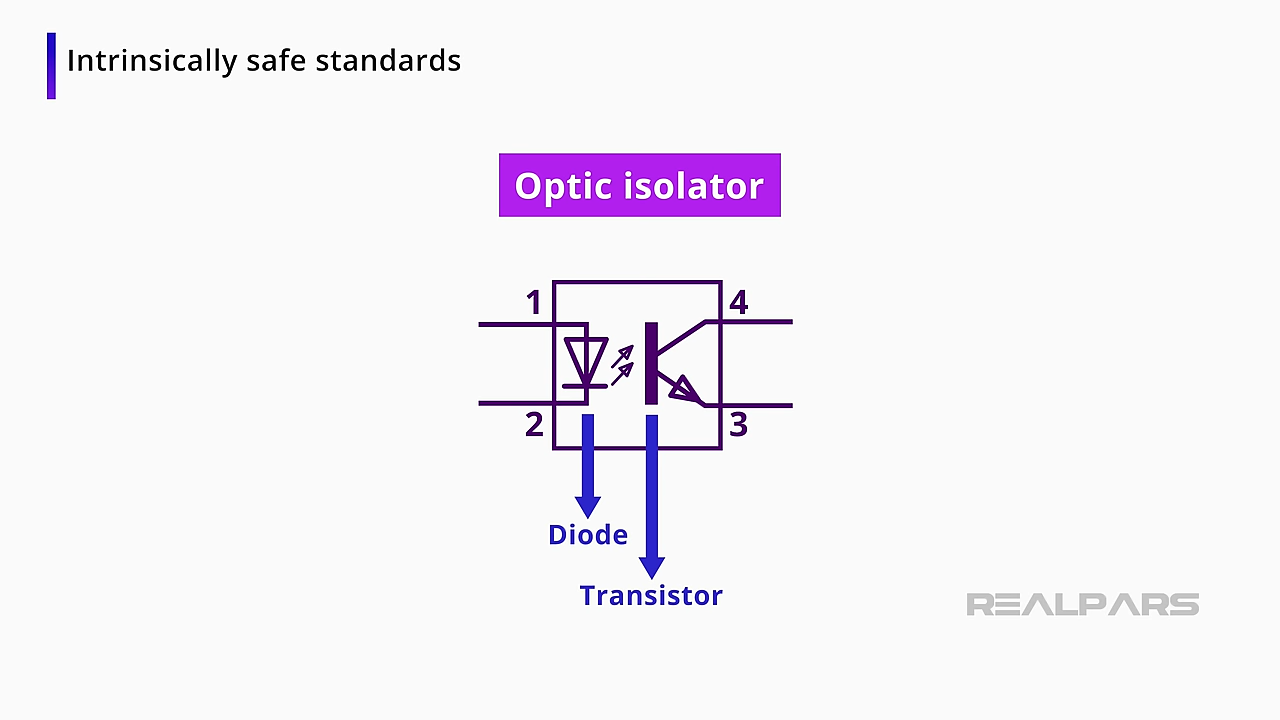 Intrinsically safe standards
Optic isolator
1
4
2
3
Diode
Transistor
REALPARS